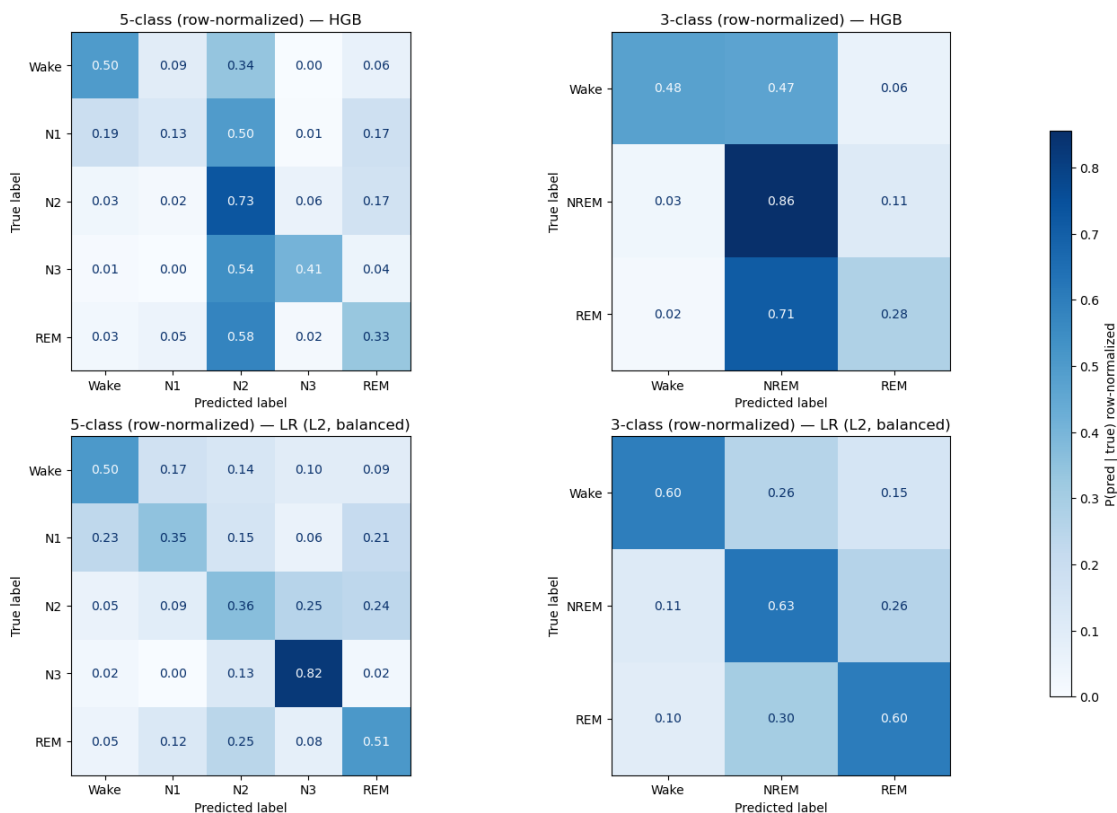 5-class (row-normalized) — HGB
Wake 0.50 0.09 0.34 0.00 0.06
N1 0.19 0.13 0.50 0.01 0.17
N2 0.03 0.02 0.73 0.06 0.17
N3 0.01 0.00 0.54 0.41 0.04
REM 0.03 0.05 0.58 0.02 0.33
True label
Wake N1 N2 N3 REM
Predicted label
3-class (row-normalized) — HGB
Wake 0.48 0.47 0.06
NREM 0.03 0.86 0.11
REM 0.02 0.71 0.28
True label
Wake NREM REM
Predicted label
5-class (row-normalized) — LR (L2, balanced)
Wake 0.50 0.17 0.14 0.10 0.09
N1 0.23 0.35 0.15 0.06 0.21
N2 0.05 0.09 0.36 0.25 0.24
N3 0.02 0.00 0.13 0.82 0.02
REM 0.05 0.12 0.25 0.08 0.51
True label
Wake N1 N2 N3 REM
Predicted label
3-class (row-normalized) — LR (L2, balanced)
Wake 0.60 0.26 0.15
NREM 0.11 0.63 0.26
REM 0.10 0.30 0.60
True label
Wake NREM REM
Predicted label
0.8
0.7
0.6
0.5
0.4
0.3
0.2
0.1
0.0
P(pred | true) row-normalized